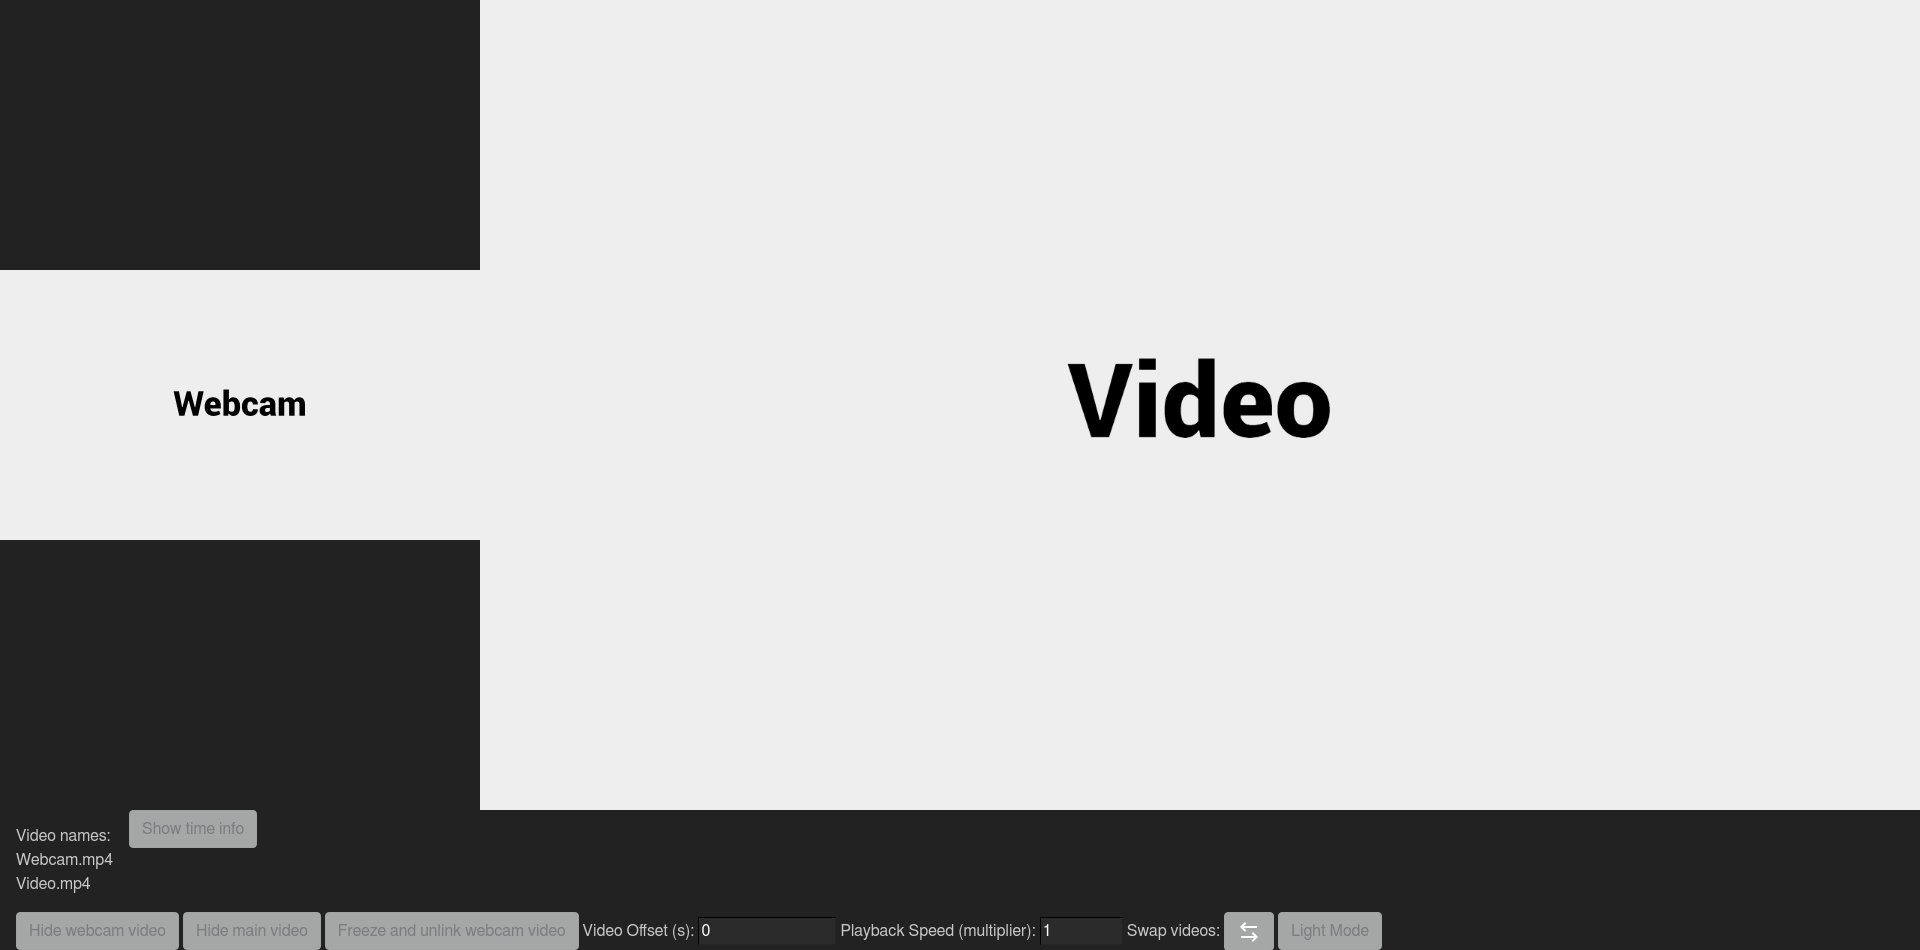 Webcam
Video
Video names:
Show time info
Webcam.mp4
Video.mp4
Hide webcam video Hide main video Freeze and unlink webcam video Video Offset (s): 0 Playback Speed (multiplier): 1 Swap videos: Light Mode